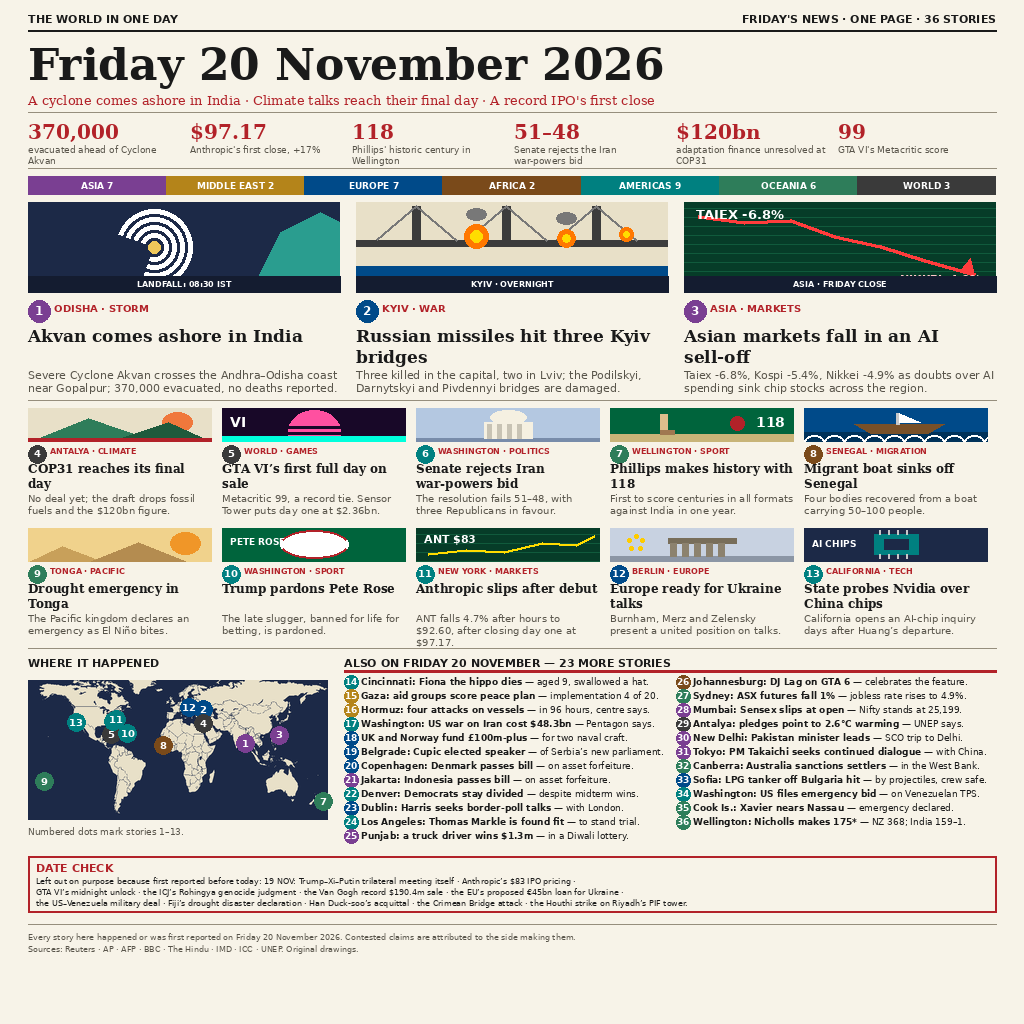 THE WORLD IN ONE DAY
FRIDAY'S NEWS · ONE PAGE · 36 STORIES
Friday 20 November 2026
A cyclone comes ashore in India · Climate talks reach their final day · A record IPO's first close
370,000
evacuated ahead of Cyclone
Akvan
$97.17
Anthropic's first close, +17%
118
Phillips' historic century in
Wellington
51–48
Senate rejects the Iran
war-powers bid
$120bn
adaptation finance unresolved at
COP31
99
GTA VI's Metacritic score
ASIA 7
MIDDLE EAST 2
EUROPE 7
AFRICA 2
AMERICAS 9
OCEANIA 6
WORLD 3
LANDFALL · 08:30 IST
KYIV · OVERNIGHT
TAIEX -6.8%
ASIA · FRIDAY CLOSE
1 ODISHA · STORM
Akvan comes ashore in India
Severe Cyclone Akvan crosses the Andhra–Odisha coast
near Gopalpur; 370,000 evacuated, no deaths reported.
2 KYIV · WAR
Russian missiles hit three Kyiv
bridges
Three killed in the capital, two in Lviv; the Podilskyi,
Darnytskyi and Pivdennyi bridges are damaged.
3 ASIA · MARKETS
Asian markets fall in an AI
sell-off
Taiex -6.8%, Kospi -5.4%, Nikkei -4.9% as doubts over AI
spending sink chip stocks across the region.
4 ANTALYA · CLIMATE
COP31 reaches its final
day
No deal yet; the draft drops fossil
fuels and the $120bn figure.
VI
5 WORLD · GAMES
GTA VI’s first full day on
sale
Metacritic 99, a record tie. Sensor
Tower puts day one at $2.36bn.
6 WASHINGTON · POLITICS
Senate rejects Iran
war-powers bid
The resolution fails 51–48, with
three Republicans in favour.
118
7 WELLINGTON · SPORT
Phillips makes history with
118
First to score centuries in all formats
against India in one year.
8 SENEGAL · MIGRATION
Migrant boat sinks off
Senegal
Four bodies recovered from a boat
carrying 50–100 people.
9 TONGA · PACIFIC
Drought emergency in
Tonga
The Pacific kingdom declares an
emergency as El Niño bites.
PETE ROSE
10 WASHINGTON · SPORT
Trump pardons Pete Rose
The late slugger, banned for life for
betting, is pardoned.
ANT $83
11 NEW YORK · MARKETS
Anthropic slips after debut
ANT falls 4.7% after hours to
$92.60, after closing day one at
$97.17.
12 BERLIN · EUROPE
Europe ready for Ukraine
talks
Burnham, Merz and Zelensky
present a united position on talks.
AI CHIPS
13 CALIFORNIA · TECH
State probes Nvidia over
China chips
California opens an AI-chip inquiry
days after Huang’s departure.
WHERE IT HAPPENED
13
11
5
10
12
2
4
8
1
3
9
7
Numbered dots mark stories 1–13.
ALSO ON FRIDAY 20 NOVEMBER — 23 MORE STORIES
14 Cincinnati: Fiona the hippo dies — aged 9, swallowed a hat.
15 Gaza: aid groups score peace plan — implementation 4 of 20.
16 Hormuz: four attacks on vessels — in 96 hours, centre says.
17 Washington: US war on Iran cost $48.3bn — Pentagon says.
18 UK and Norway fund £100m-plus — for two naval craft.
19 Belgrade: Cupic elected speaker — of Serbia’s new parliament.
20 Copenhagen: Denmark passes bill — on asset forfeiture.
21 Jakarta: Indonesia passes bill — on asset forfeiture.
22 Denver: Democrats stay divided — despite midterm wins.
23 Dublin: Harris seeks border-poll talks — with London.
24 Los Angeles: Thomas Markle is found fit — to stand trial.
25 Punjab: a truck driver wins $1.3m — in a Diwali lottery.
26 Johannesburg: DJ Lag on GTA 6 — celebrates the feature.
27 Sydney: ASX futures fall 1% — jobless rate rises to 4.9%.
28 Mumbai: Sensex slips at open — Nifty stands at 25,199.
29 Antalya: pledges point to 2.6°C warming — UNEP says.
30 New Delhi: Pakistan minister leads — SCO trip to Delhi.
31 Tokyo: PM Takaichi seeks continued dialogue — with China.
32 Canberra: Australia sanctions settlers — in the West Bank.
33 Sofia: LPG tanker off Bulgaria hit — by projectiles, crew safe.
34 Washington: US files emergency bid — on Venezuelan TPS.
35 Cook Is.: Xavier nears Nassau — emergency declared.
36 Wellington: Nicholls makes 175* — NZ 368; India 159–1.
DATE CHECK
Left out on purpose because first reported before today: 19 NOV: Trump–Xi–Putin trilateral meeting itself · Anthropic's $83 IPO pricing ·
GTA VI's midnight unlock · the ICJ's Rohingya genocide judgment · the Van Gogh record $190.4m sale · the EU's proposed €45bn loan for Ukraine ·
the US–Venezuela military deal · Fiji's drought disaster declaration · Han Duck-soo's acquittal · the Crimean Bridge attack · the Houthi strike on Riyadh's PIF tower.
Every story here happened or was first reported on Friday 20 November 2026. Contested claims are attributed to the side making them.
Sources: Reuters · AP · AFP · BBC · The Hindu · IMD · ICC · UNEP. Original drawings.